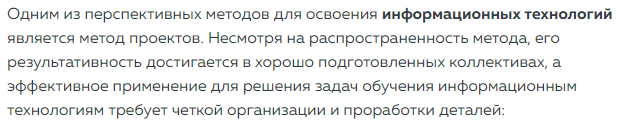 Одним из перспективных методов для освоения информационных технологий
является метод проектов. Несмотря на распространенность метода, его
результативность достигается в хорошо подготовленных коллективах, а
эффективное применение для решения задач обучения информационным
технологиям требует четкой организации и проработки деталей: